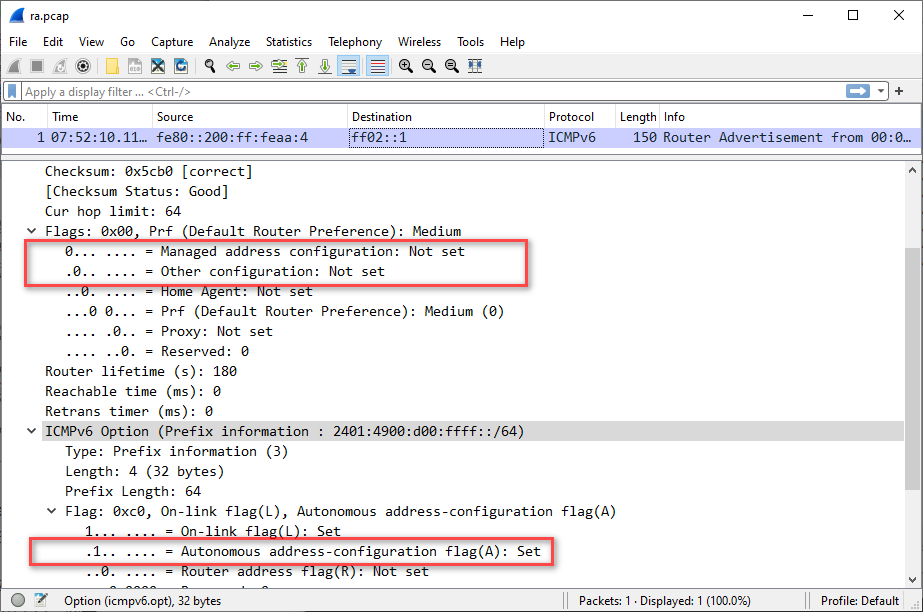 ra.pcap
File Edit View Go Capture Analyze Statistics Telephony Wireless Tools Help
Apply a display filter ... <Ctrl-/>
No. Time Source Destination Protocol Length Info
1 07:52:10.11… fe80::200:ff:feaa:4 ff02::1 ICMPv6 150 Router Advertisement from 00:0…
Checksum: 0x5cb0 [correct]
[Checksum Status: Good]
Cur hop limit: 64
Flags: 0x00, Prf (Default Router Preference): Medium
0... .... = Managed address configuration: Not set
.0.. .... = Other configuration: Not set
..0. .... = Home Agent: Not set
...0 0... = Prf (Default Router Preference): Medium (0)
.... .0.. = Proxy: Not set
.... ..0. = Reserved: 0
Router lifetime (s): 180
Reachable time (ms): 0
Retrans timer (ms): 0
ICMPv6 Option (Prefix information : 2401:4900:d00:ffff::/64)
Type: Prefix information (3)
Length: 4 (32 bytes)
Prefix Length: 64
Flag: 0xc0, On-link flag(L), Autonomous address-configuration flag(A)
1... .... = On-link flag(L): Set
.1.. .... = Autonomous address-configuration flag(A): Set
..0. .... = Router address flag(R): Not set
Option (icmpv6.opt), 32 bytes Packets: 1 · Displayed: 1 (100.0%) Profile: Default